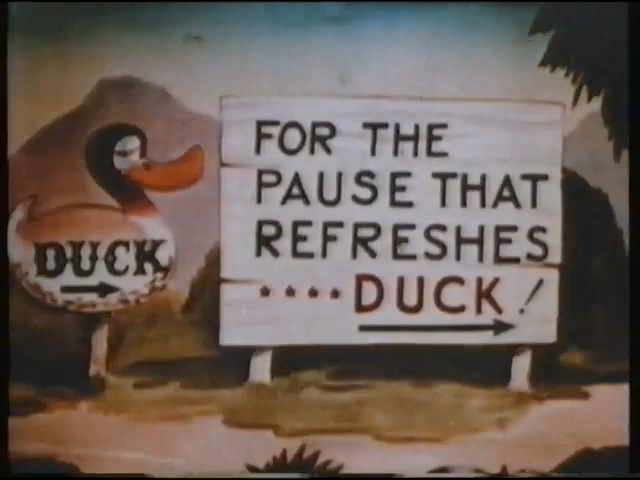 DUCK
FOR THE
PAUSE THAT
REFRESHES
....DUCK!